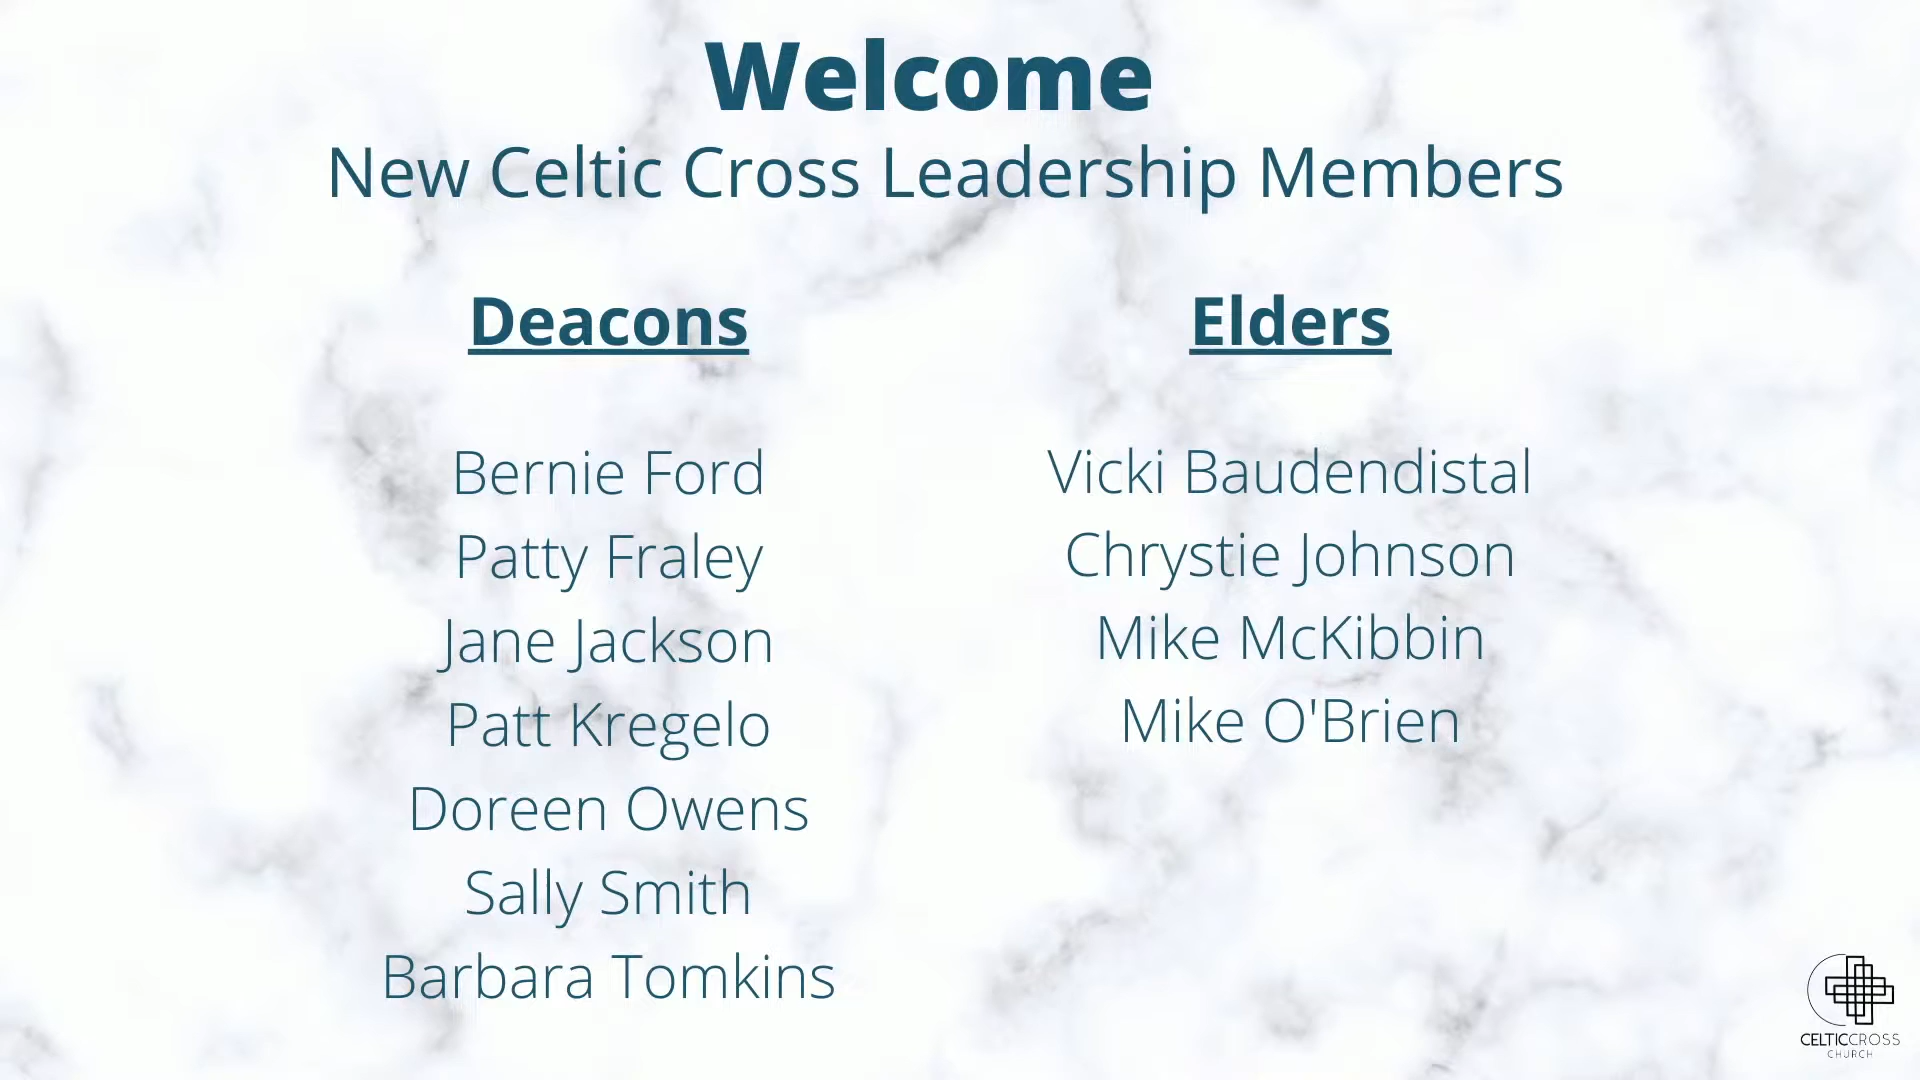 Welcome
New Celtic Cross Leadership Members
Deacons
Bernie Ford
Patty Fraley
Jane Jackson
Patt Kregelo
Doreen Owens
Sally Smith
Barbara Tomkins
Elders
Vicki Baudendistal
Chrystie Johnson
Mike McKibbin
Mike O'Brien
CELTICCROSS
CHURCH